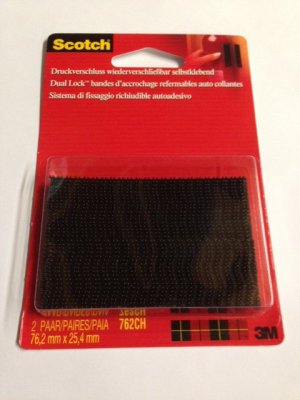 Scotch
Druckverschluss wiederverschließbar selbstklebend
Dual Lock™ bandes d'accrochage refermables auto collantes
Sistema di fissaggio richiudibile autoadesivo
2 PAAR/PAIRES/PAIA 762CH
76,2 mm x 25,4 mm
3M